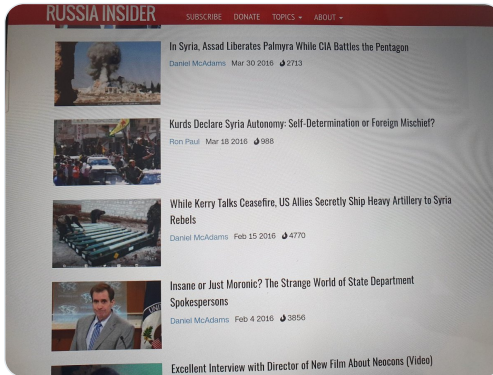 RUSSIA INSIDER
SUBSCRIBE DONATE TOPICS ABOUT
In Syria, Assad Liberates Palmyra While CIA Battles the Pentagon
Daniel McAdams Mar 30 2016 2713
Kurds Declare Syria Autonomy: Self-Determination or Foreign Mischief?
Ron Paul Mar 18 2016 988
While Kerry Talks Ceasefire, US Allies Secretly Ship Heavy Artillery to Syria
Rebels
Daniel McAdams Feb 15 2016 4770
Insane or Just Moronic? The Strange World of State Department
Spokespersons
Daniel McAdams Feb 4 2016 3856
Excellent Interview with Director of New Film About Neocons (Video)